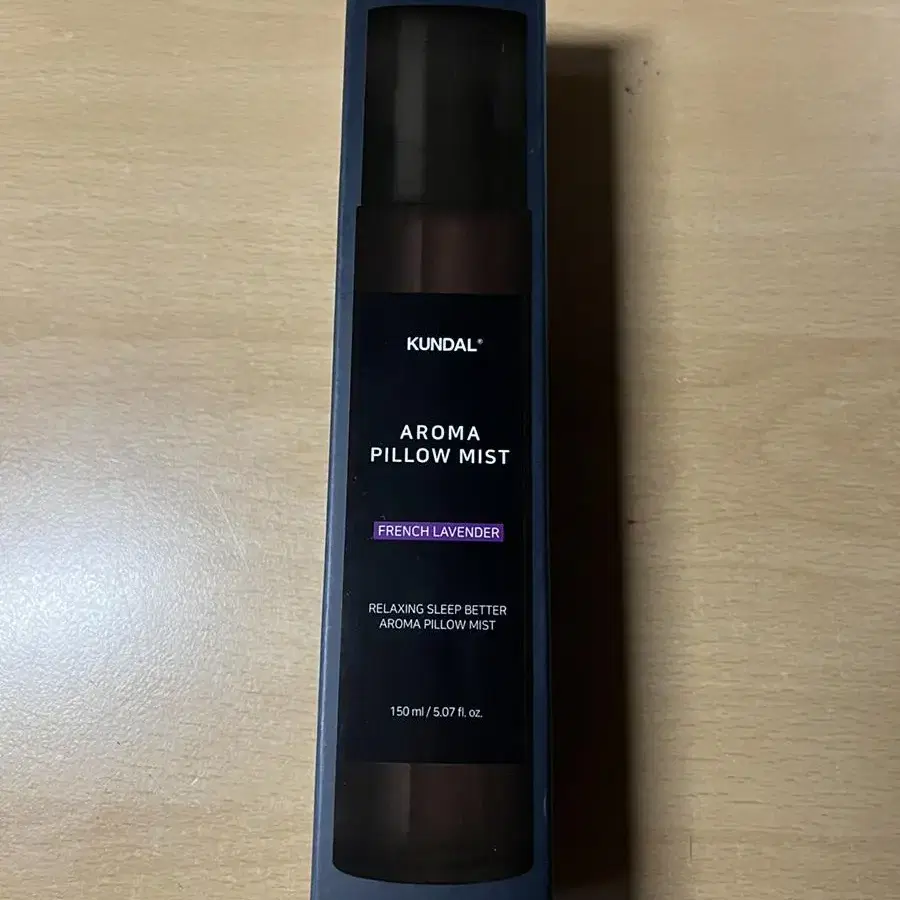 KUNDAL®
AROMA
PILLOW MIST
FRENCH LAVENDER
RELAXING SLEEP BETTER
AROMA PILLOW MIST
150 ml / 5.07 fl. oz.